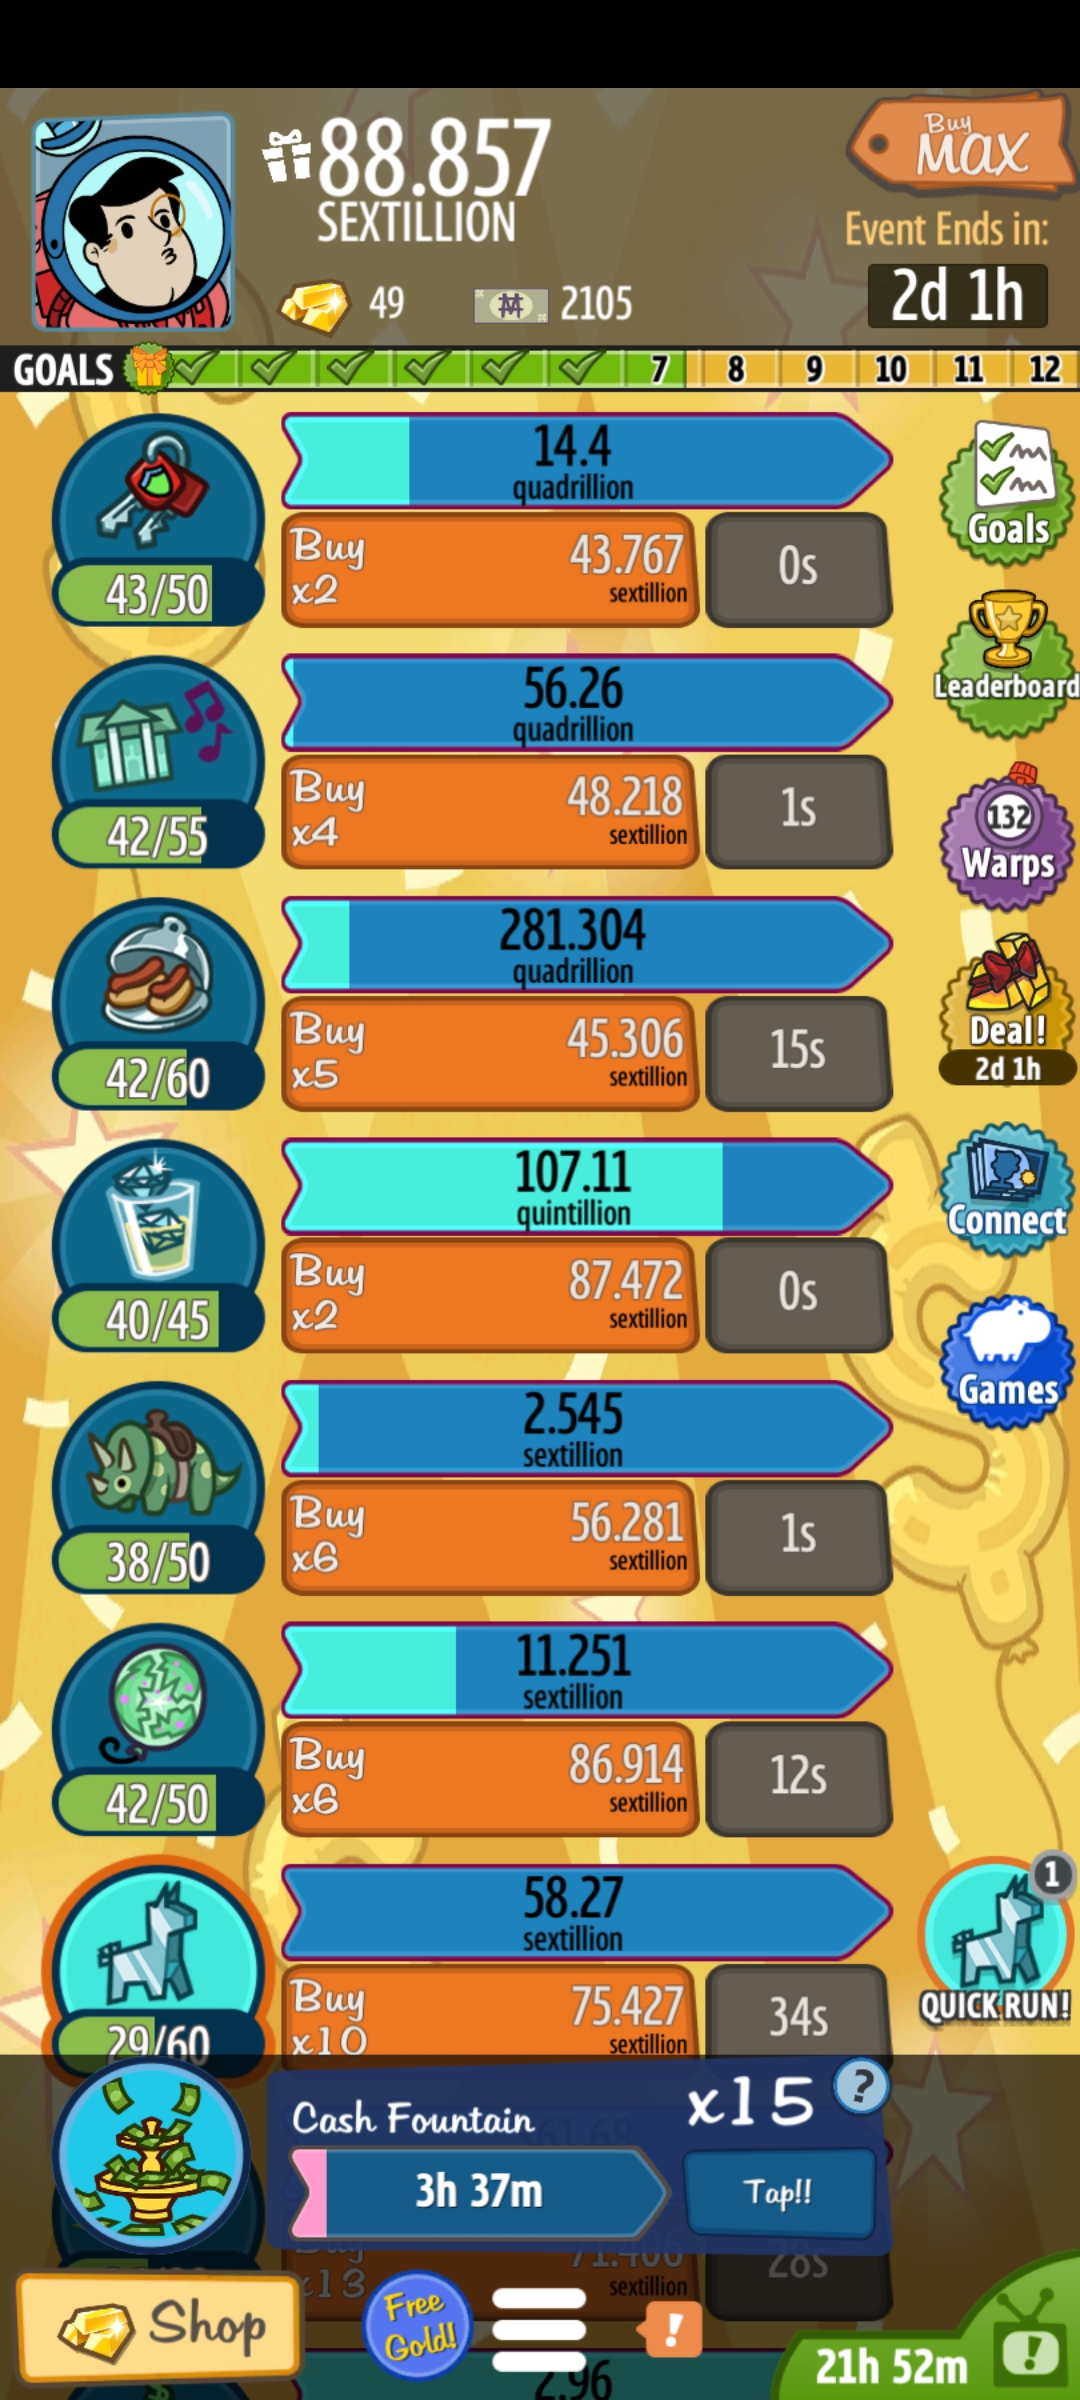 88.857
SEXTILLION
Buy
MAX
Event Ends in:
2d 1h
49
2105
GOALS
7 8 9 10 11 12
14.4
quadrillion
Buy
x2
43.767
sextillion
0s
43/50
Goals
56.26
quadrillion
Buy
x4
48.218
sextillion
1s
42/55
Leaderboard
281.304
quadrillion
Buy
x5
45.306
sextillion
15s
42/60
132
Warps
107.11
quintillion
Buy
x2
87.472
sextillion
0s
40/45
Deal!
2d 1h
2.545
sextillion
Buy
x6
56.281
sextillion
1s
38/50
Connect
11.251
sextillion
Buy
x6
86.914
sextillion
12s
42/50
Games
58.27
sextillion
Buy
x10
75.427
sextillion
34s
29/60
1
QUICK RUN!
Cash Fountain
x15
?
3h 37m
Tap!!
Buy
x13
71.406
sextillion
28s
Shop
Free
Gold!
!
21h 52m
!
2.96